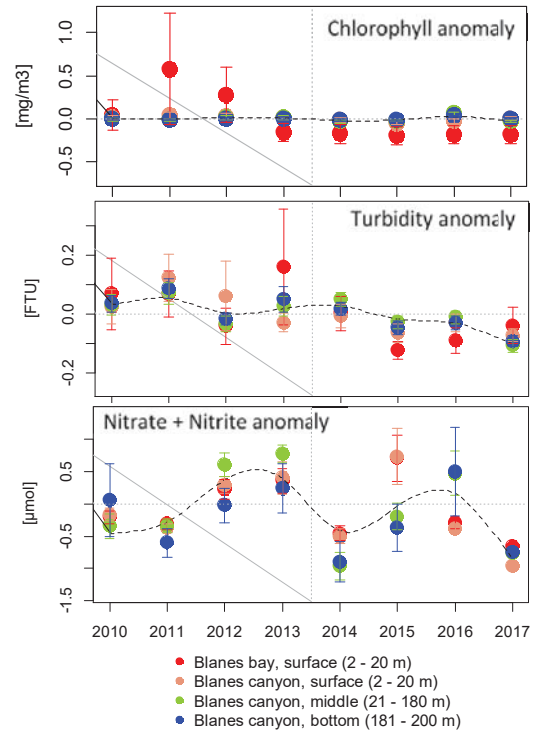 Chlorophyll anomaly
[mg/m3]
1.0
0.5
0.0
-0.5
Turbidity anomaly
[FTU]
0.2
0.0
-0.2
Nitrate + Nitrite anomaly
[µmol]
0.5
-0.5
-1.5
2010 2011 2012 2013 2014 2015 2016 2017
Blanes bay, surface (2 - 20 m)
Blanes canyon, surface (2 - 20 m)
Blanes canyon, middle (21 - 180 m)
Blanes canyon, bottom (181 - 200 m)